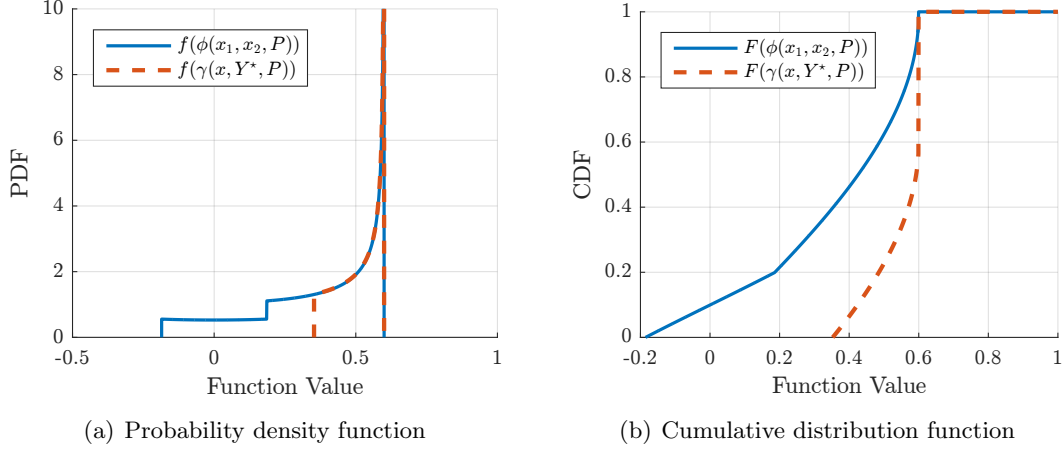 10
8
6
4
2
0
-0.5
0
0.5
1
PDF
Function Value
f(ϕ(x₁, x₂, P))
f(γ(x, Y⋆, P))
(a) Probability density function
1
0.8
0.6
0.4
0.2
0
-0.2
0
0.2
0.4
0.6
0.8
1
CDF
Function Value
F(ϕ(x₁, x₂, P))
F(γ(x, Y⋆, P))
(b) Cumulative distribution function